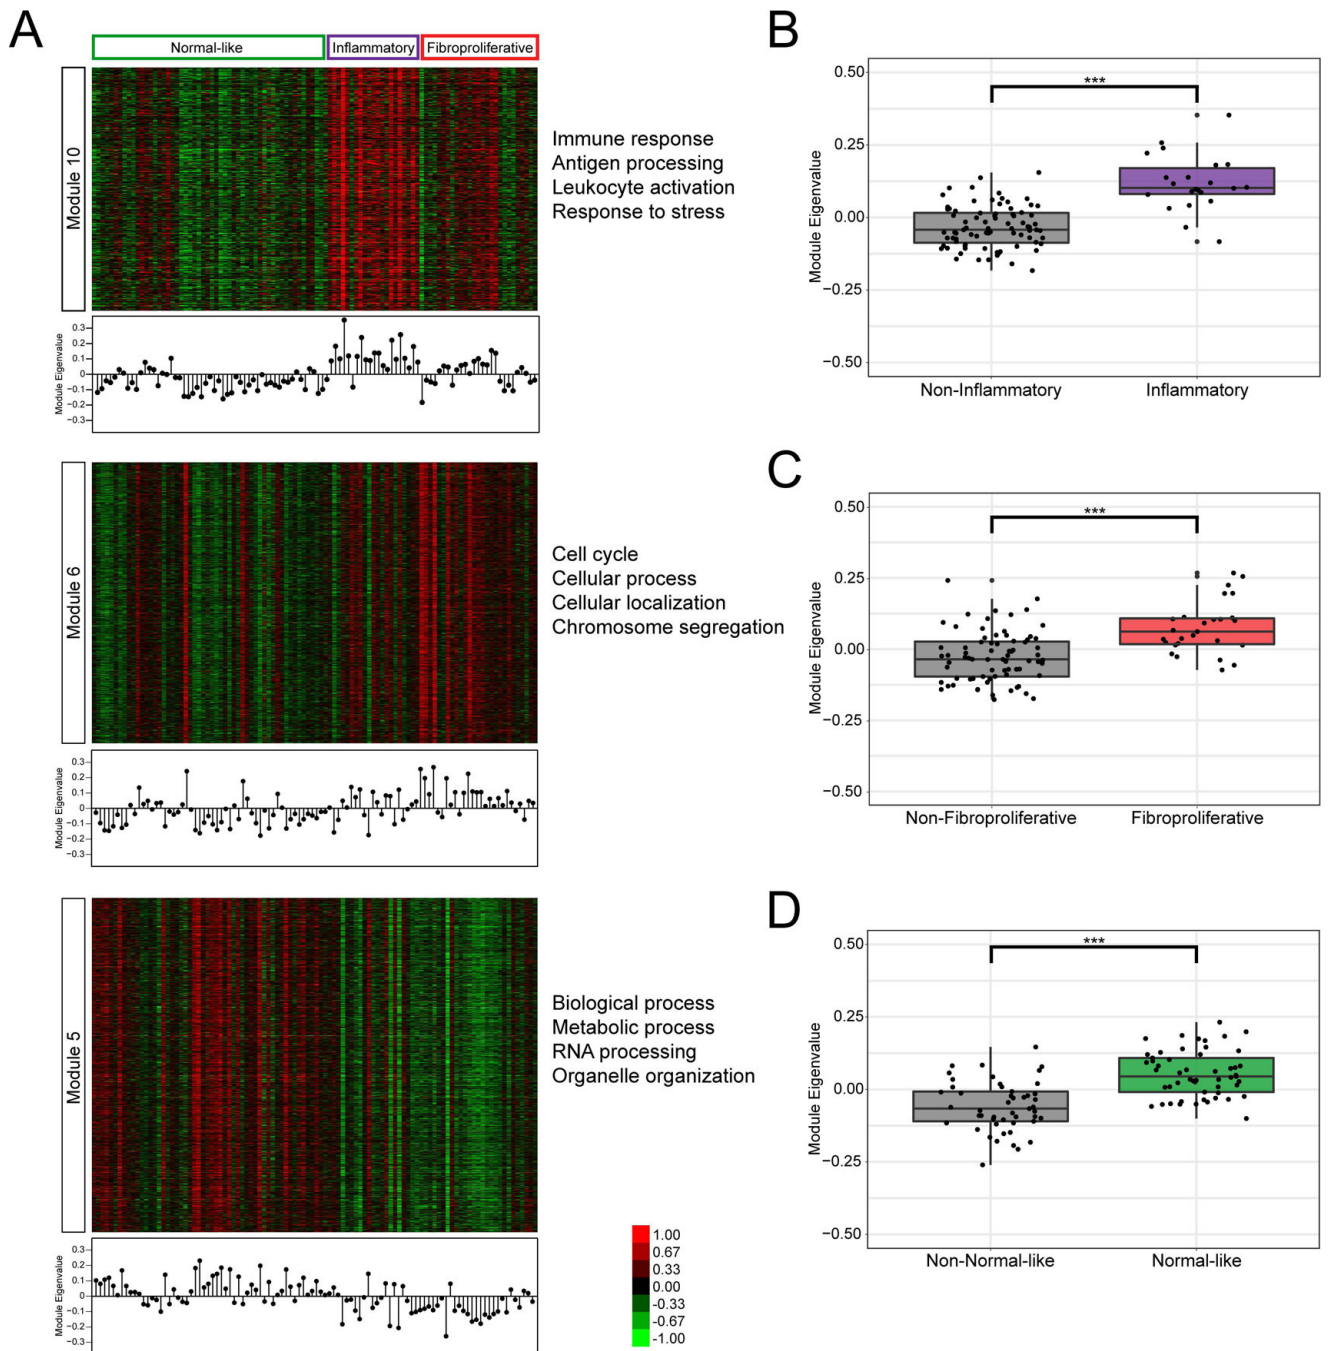 A
Normal-like
Inflammatory
Fibroproliferative
Module 10
Immune response
Antigen processing
Leukocyte activation
Response to stress
Module Eigenvalue
0.3
0.2
0.1
0
−0.1
−0.2
−0.3
Module 6
Cell cycle
Cellular process
Cellular localization
Chromosome segregation
Module Eigenvalue
0.3
0.2
0.1
0
−0.1
−0.2
−0.3
Module 5
Biological process
Metabolic process
RNA processing
Organelle organization
Module Eigenvalue
0.3
0.2
0.1
0
−0.1
−0.2
−0.3
1.00
0.67
0.33
0.00
-0.33
-0.67
-1.00
B
Module Eigenvalue
0.50
0.25
0.00
−0.25
−0.50
***
Non-Inflammatory
Inflammatory
C
Module Eigenvalue
0.50
0.25
0.00
−0.25
−0.50
***
Non-Fibroproliferative
Fibroproliferative
D
Module Eigenvalue
0.50
0.25
0.00
−0.25
−0.50
***
Non-Normal-like
Normal-like